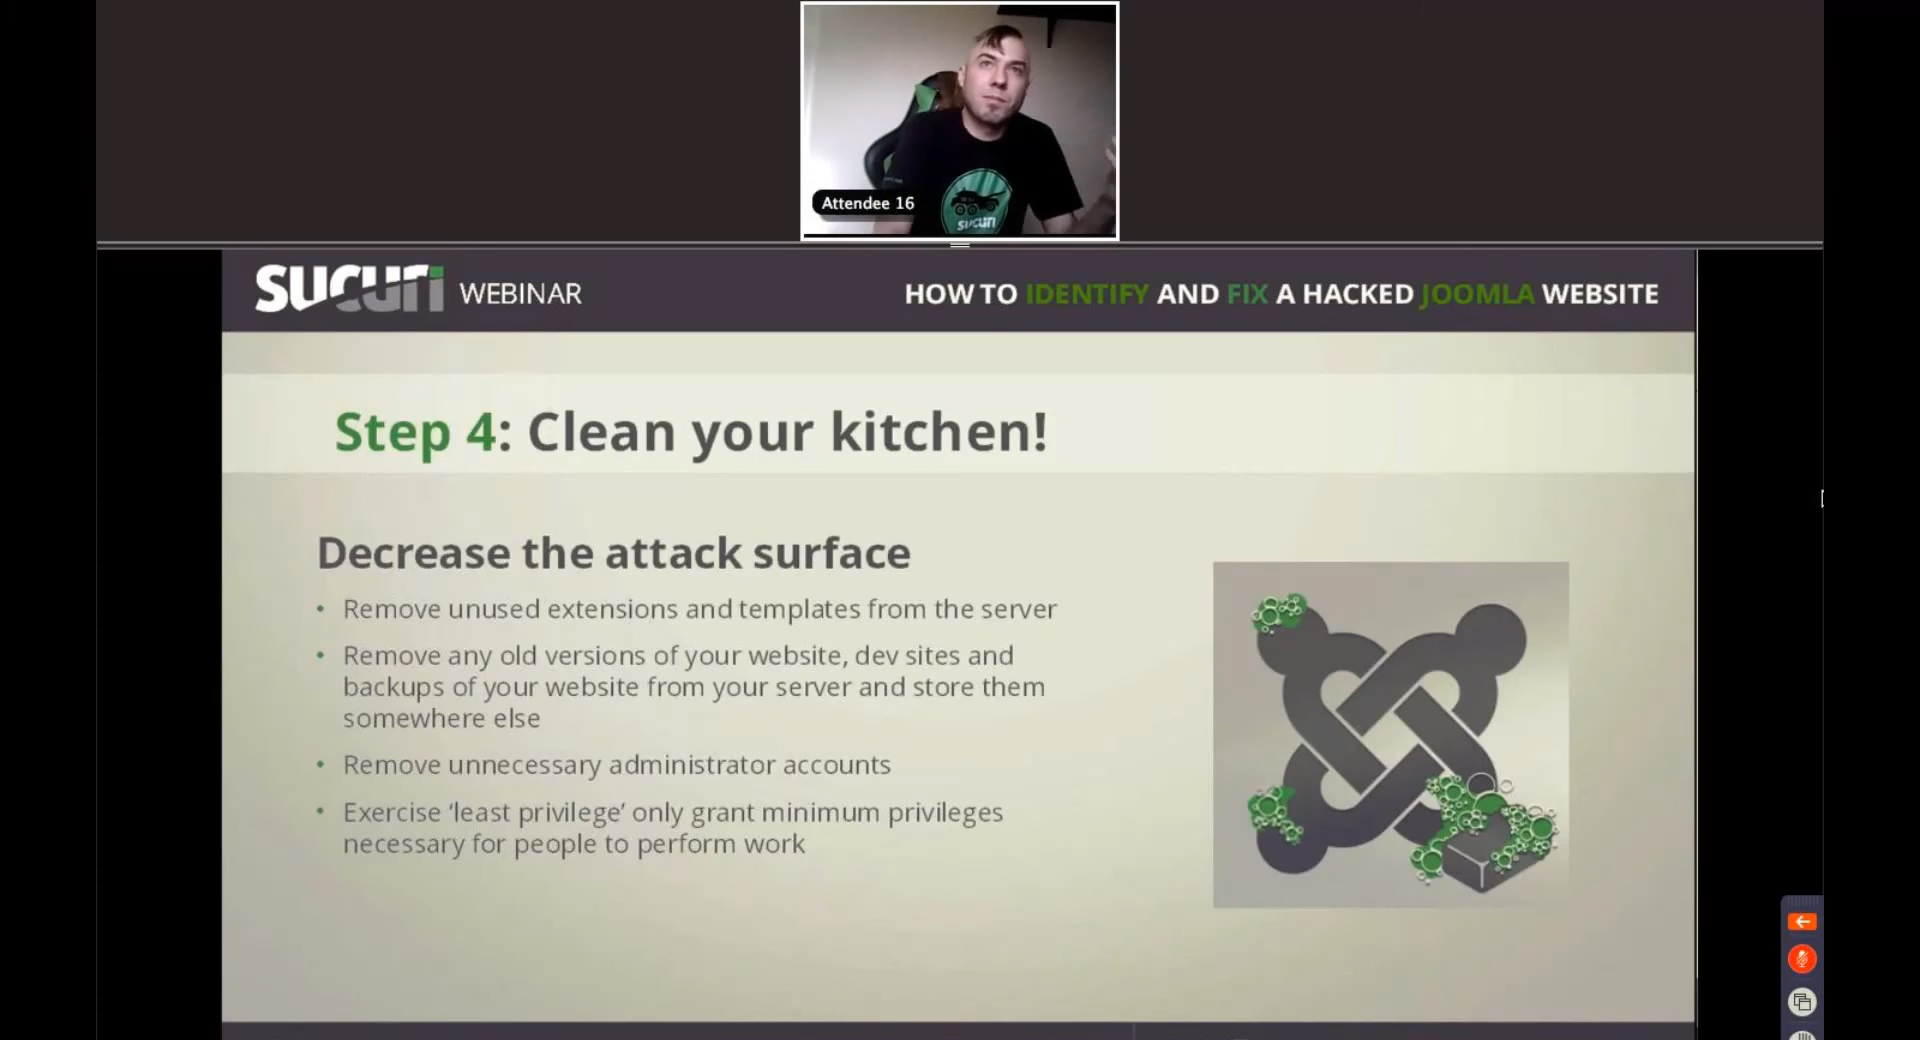 Attendee 16
sucuri
sucuri WEBINAR
HOW TO IDENTIFY AND FIX A HACKED JOOMLA WEBSITE
Step 4: Clean your kitchen!
Decrease the attack surface
• Remove unused extensions and templates from the server
• Remove any old versions of your website, dev sites and
backups of your website from your server and store them
somewhere else
• Remove unnecessary administrator accounts
• Exercise ‘least privilege’ only grant minimum privileges
necessary for people to perform work